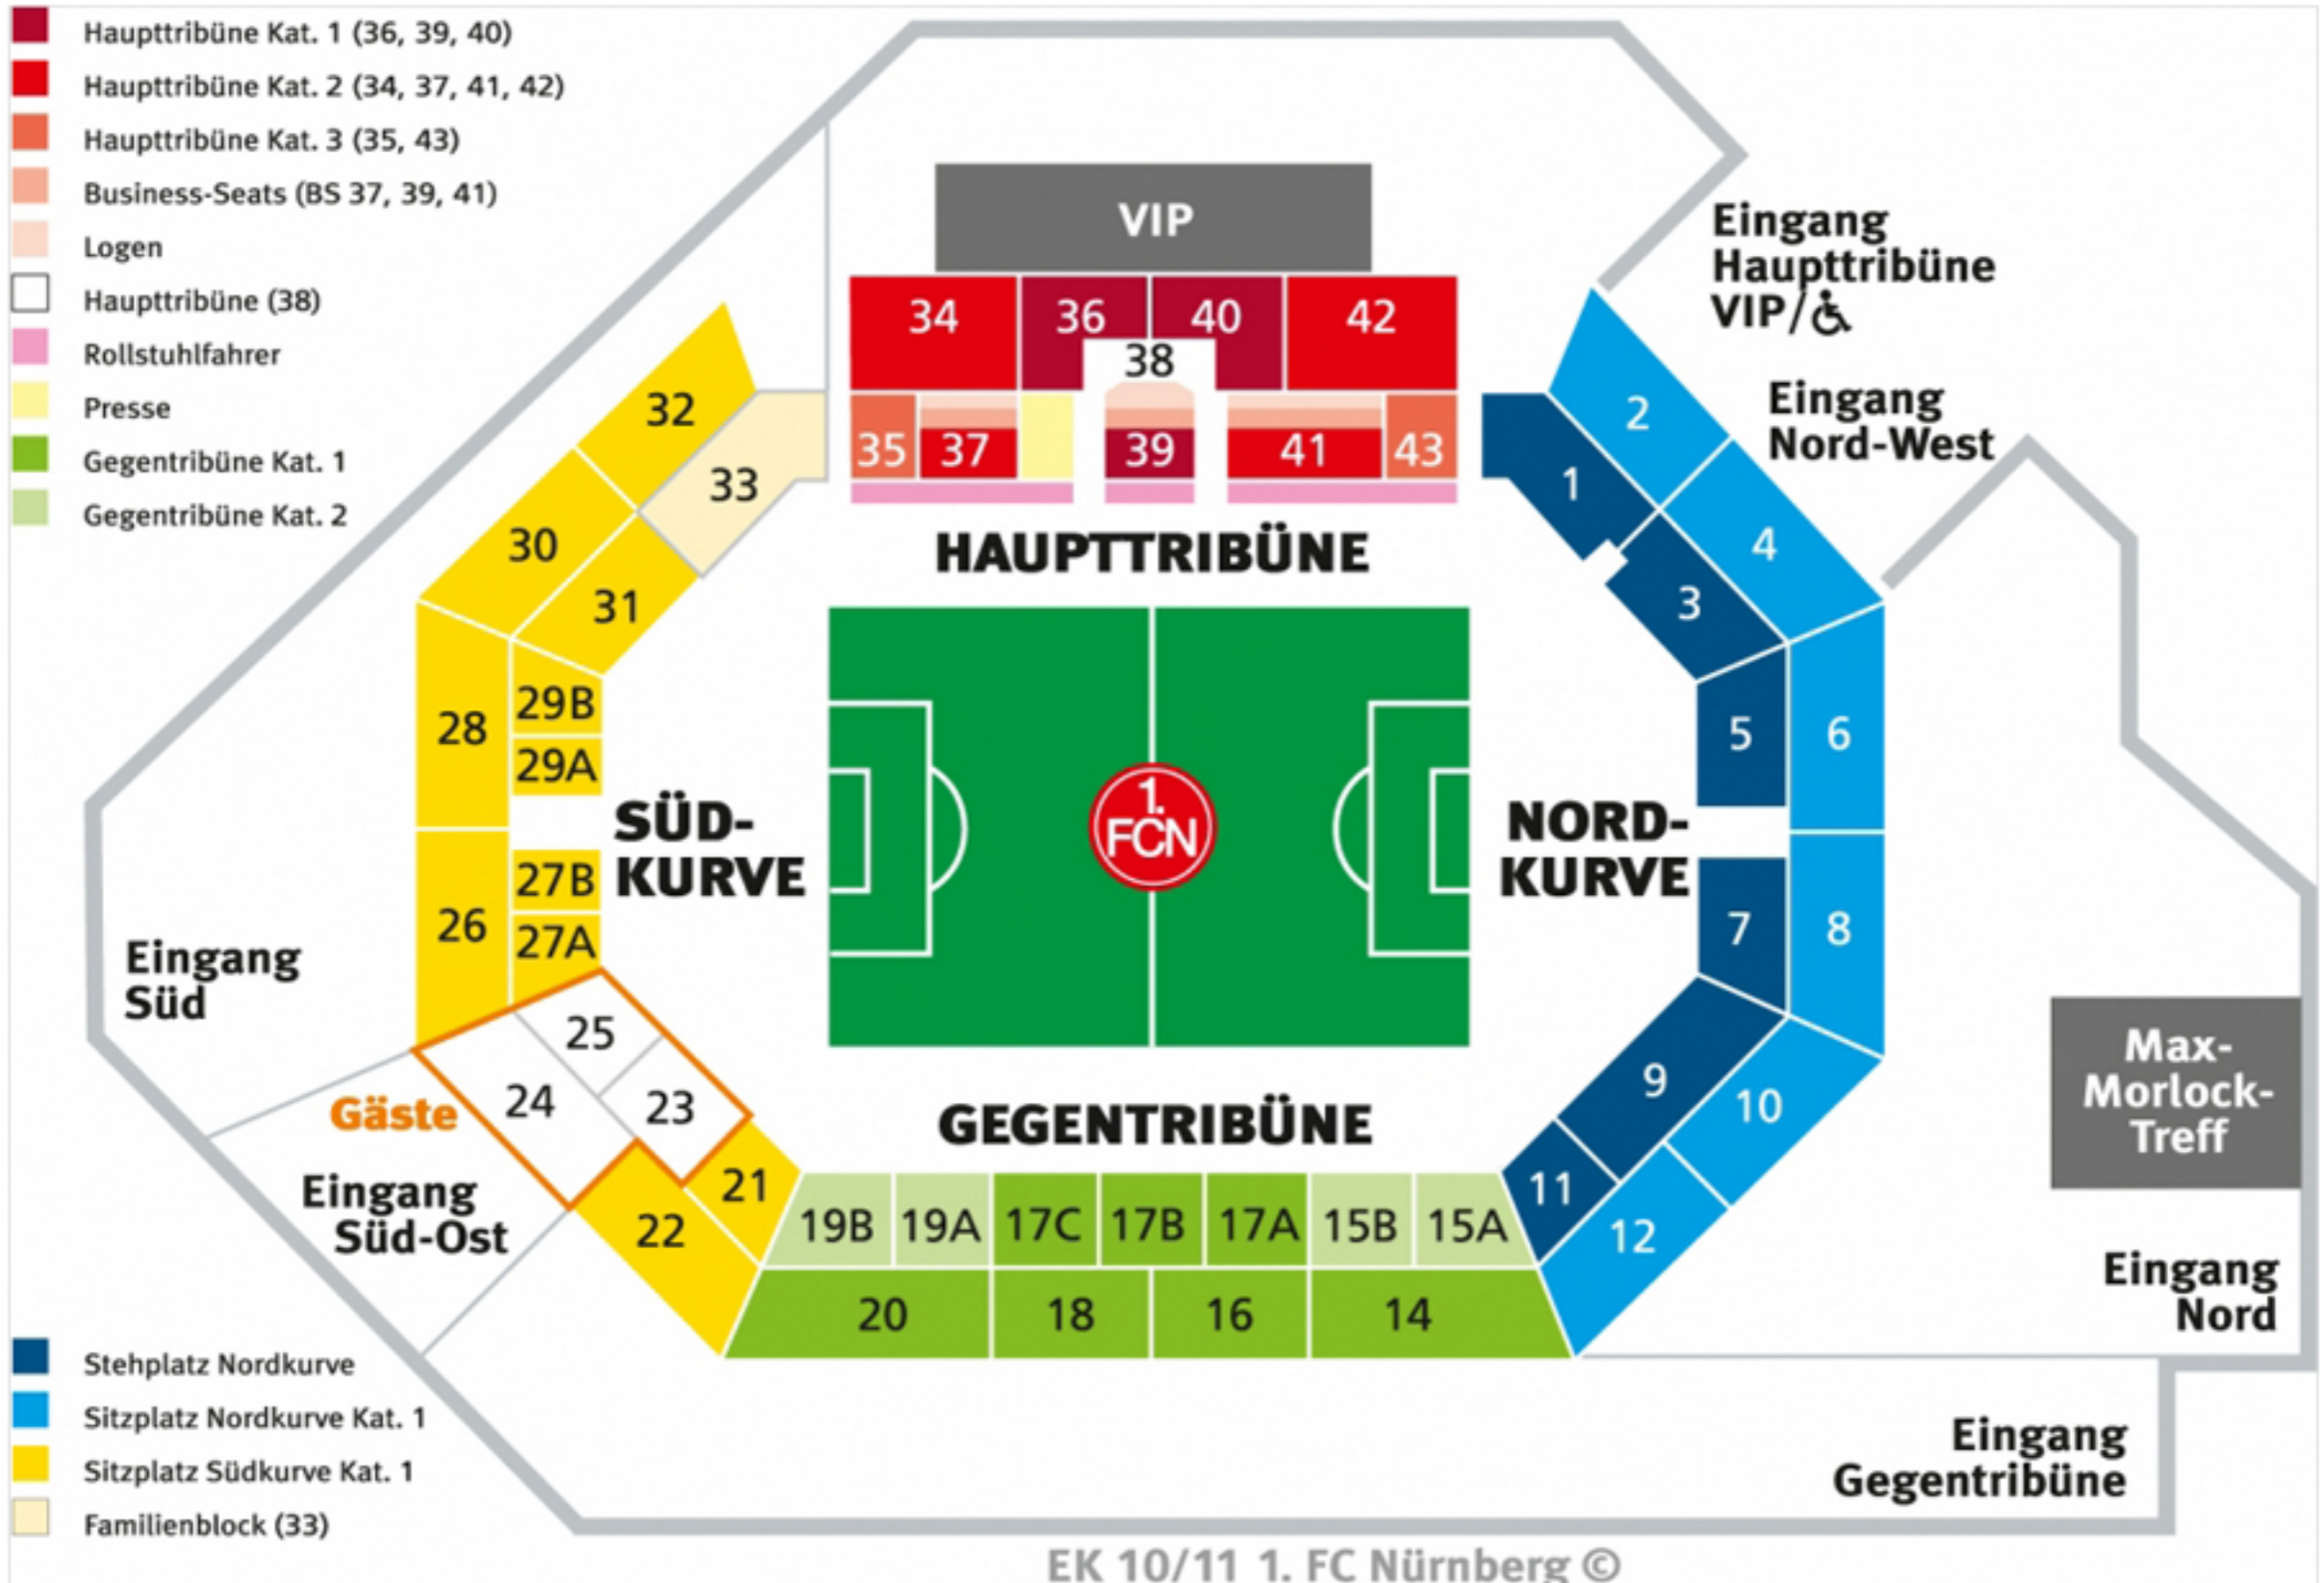 Haupttribüne Kat. 1 (36, 39, 40)
Haupttribüne Kat. 2 (34, 37, 41, 42)
Haupttribüne Kat. 3 (35, 43)
Business-Seats (BS 37, 39, 41)
Logen
Haupttribüne (38)
Rollstuhlfahrer
Presse
Gegentribüne Kat. 1
Gegentribüne Kat. 2
VIP
34
36
40
42
38
35
37
39
41
43
HAUPTTRIBÜNE
Eingang
Haupttribüne
VIP/
Eingang
Nord-West
32
33
30
31
28
29B
29A
27B
26
27A
SÜD-
KURVE
1.
FCN
NORD-
KURVE
2
1
4
3
5
6
7
8
9
10
11
12
Eingang
Süd
25
24
23
Gäste
21
22
Eingang
Süd-Ost
GEGENTRIBÜNE
19B
19A
17C
17B
17A
15B
15A
20
18
16
14
Max-
Morlock-
Treff
Eingang
Nord
Eingang
Gegentribüne
Stehplatz Nordkurve
Sitzplatz Nordkurve Kat. 1
Sitzplatz Südkurve Kat. 1
Familienblock (33)
EK 10/11 1. FC Nürnberg ©